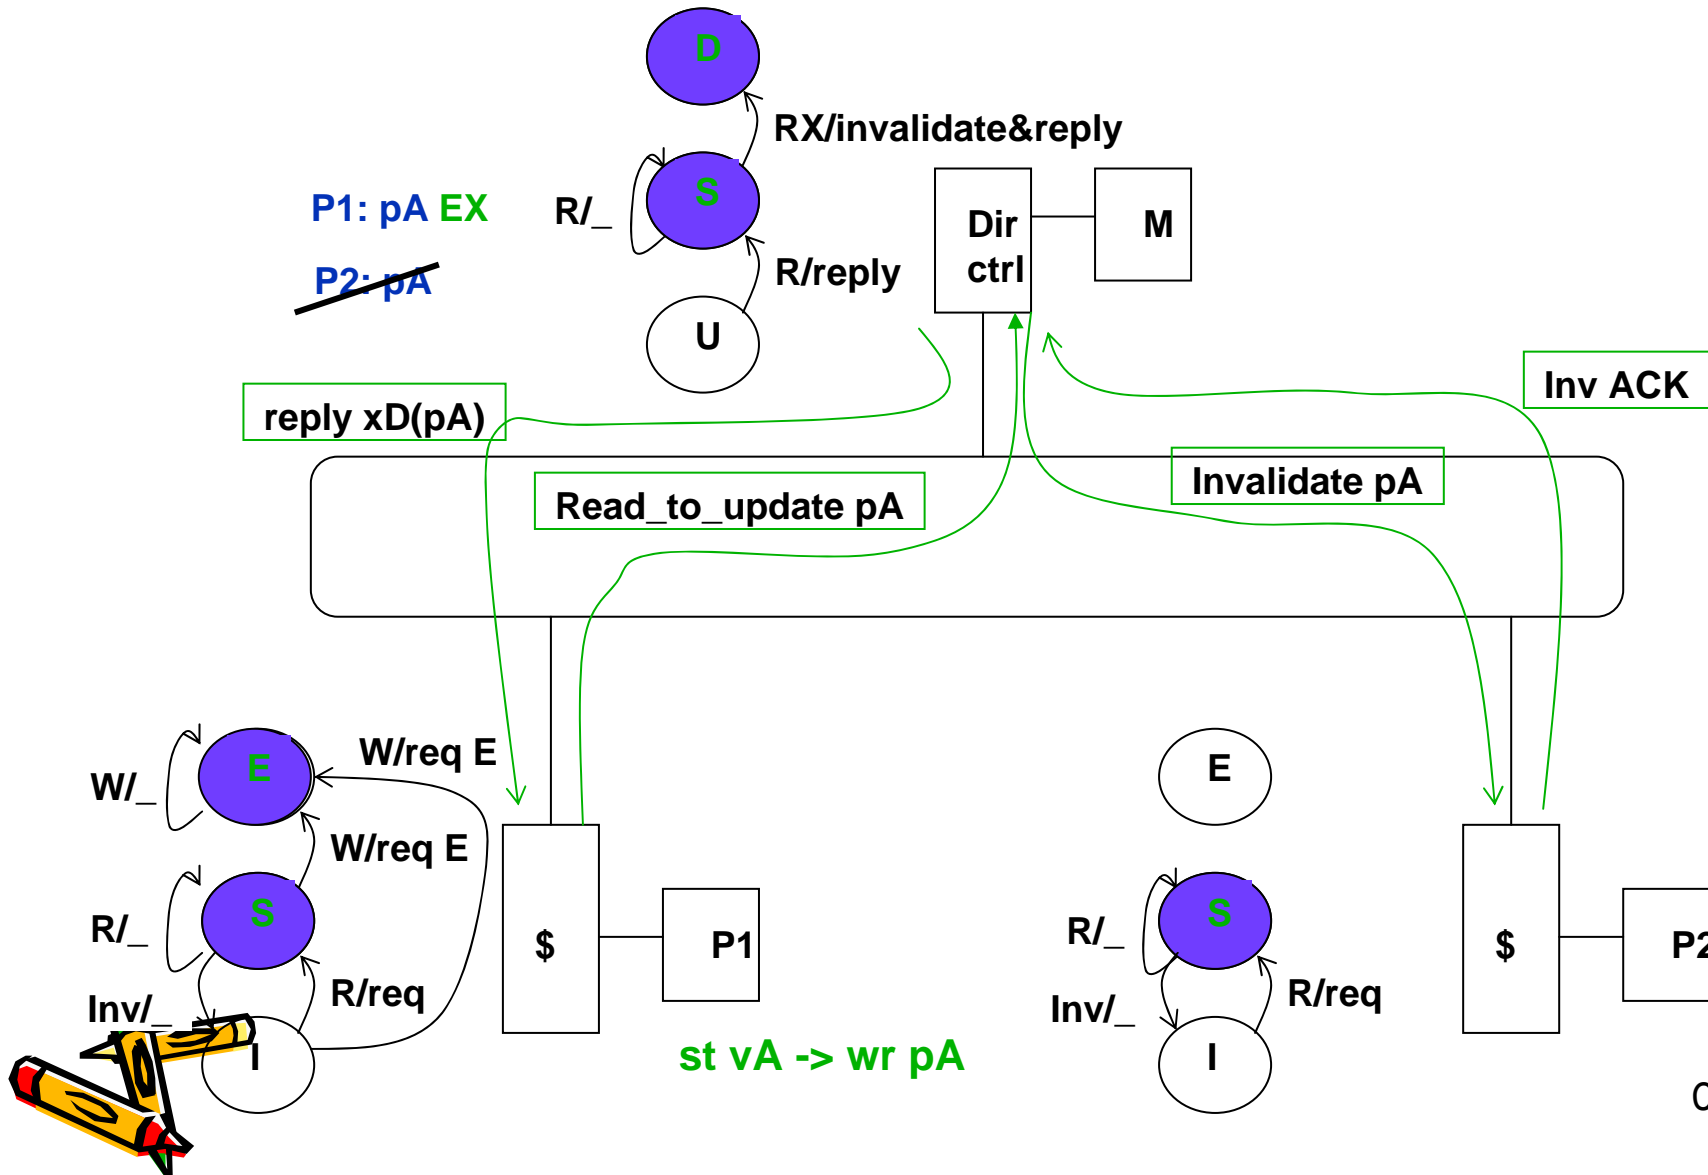 D
RX/invalidate&reply
P1: pA EX
R/_
S
Dir
ctrl
M
P2: pA
R/reply
U
reply xD(pA)
Inv ACK
Read_to_update pA
Invalidate pA
W/req E
E
W/_
E
W/req E
S
R/_
$
P1
S
R/_
$
P2
R/req
Inv/_
R/req
Inv/_
I
st vA -> wr pA
I